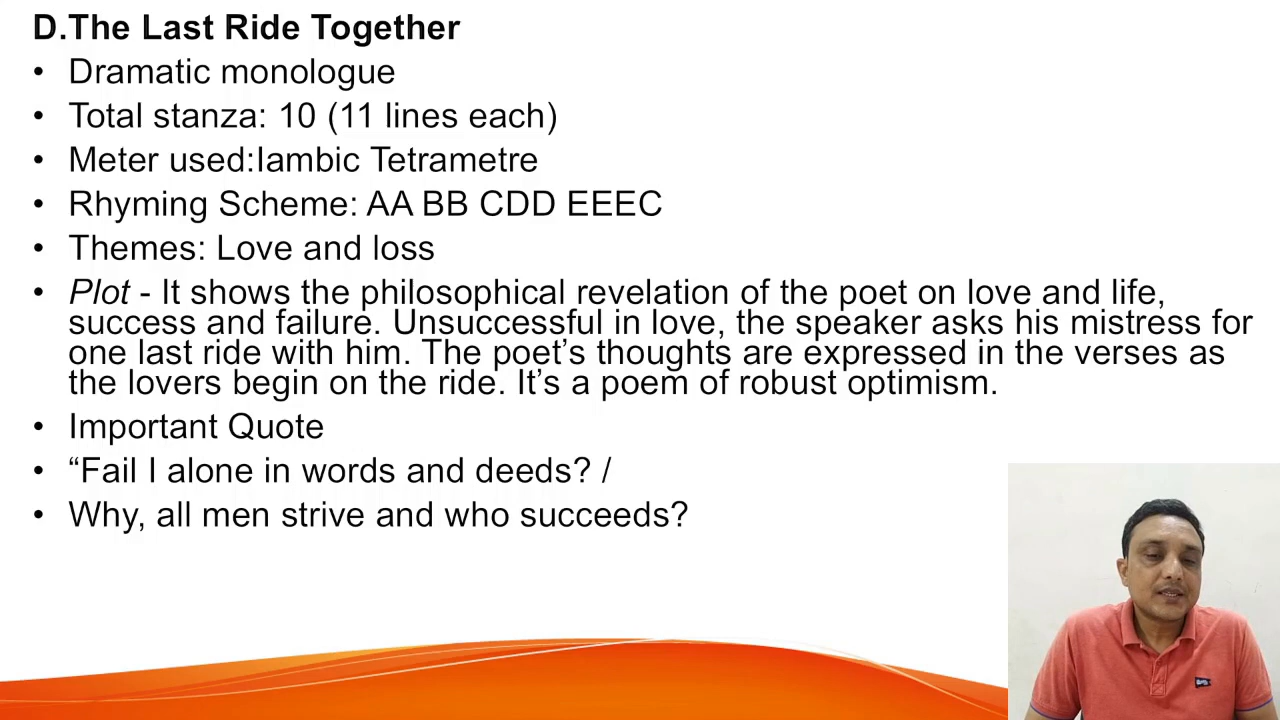 D.The Last Ride Together
• Dramatic monologue
• Total stanza: 10 (11 lines each)
• Meter used:Iambic Tetrametre
• Rhyming Scheme: AA BB CDD EEEC
• Themes: Love and loss
• Plot - It shows the philosophical revelation of the poet on love and life,
success and failure. Unsuccessful in love, the speaker asks his mistress for
one last ride with him. The poet’s thoughts are expressed in the verses as
the lovers begin on the ride. It’s a poem of robust optimism.
• Important Quote
• “Fail I alone in words and deeds? /
• Why, all men strive and who succeeds?